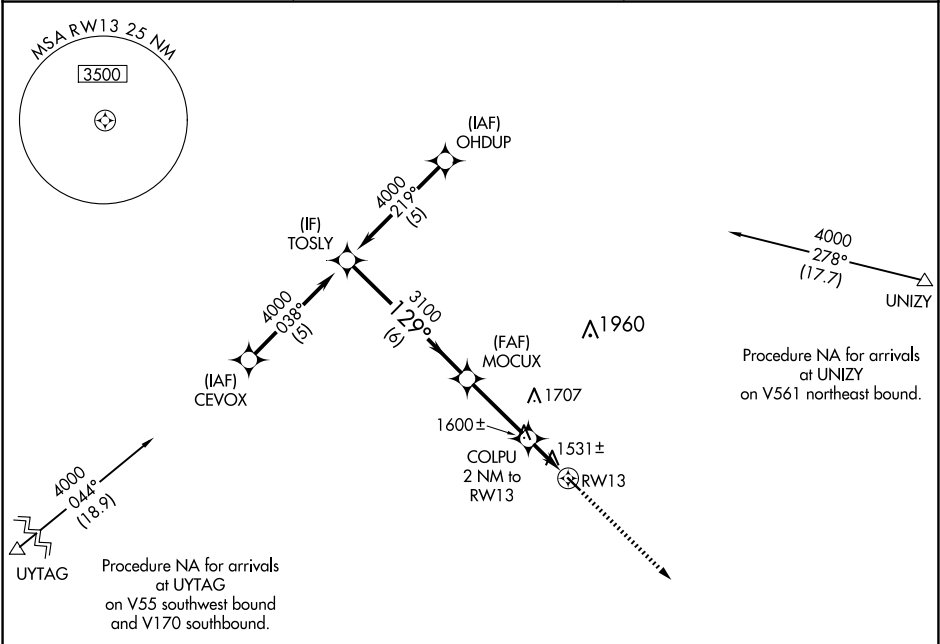 MSA RW13 25 NM
3500
(IAF)
OHDUP
4000
219°
(5)
(IF)
TOSLY
4000
278°
(17.7)
UNIZY
4000
038°
(5)
3100
129°
(6)
1960
(FAF)
MOCUX
Procedure NA for arrivals
at UNIZY
on V561 northeast bound.
(IAF)
CEVOX
1707
1600±
1531±
COLPU
2 NM to
RW13
RW13
4000
044°
(18.9)
UYTAG
Procedure NA for arrivals
at UYTAG
on V55 southwest bound
and V170 southbound.